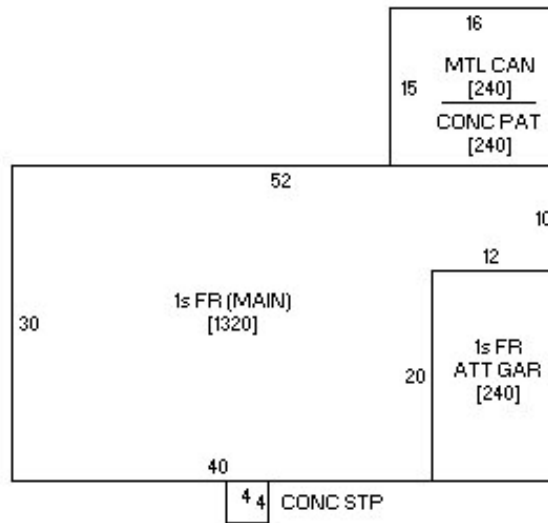 16
MTL CAN
15
[240]
CONC PAT
[240]
52
10
12
1s FR (MAIN)
[1320]
30
1s FR
ATT GAR
20
[240]
40
4 4
CONC STP